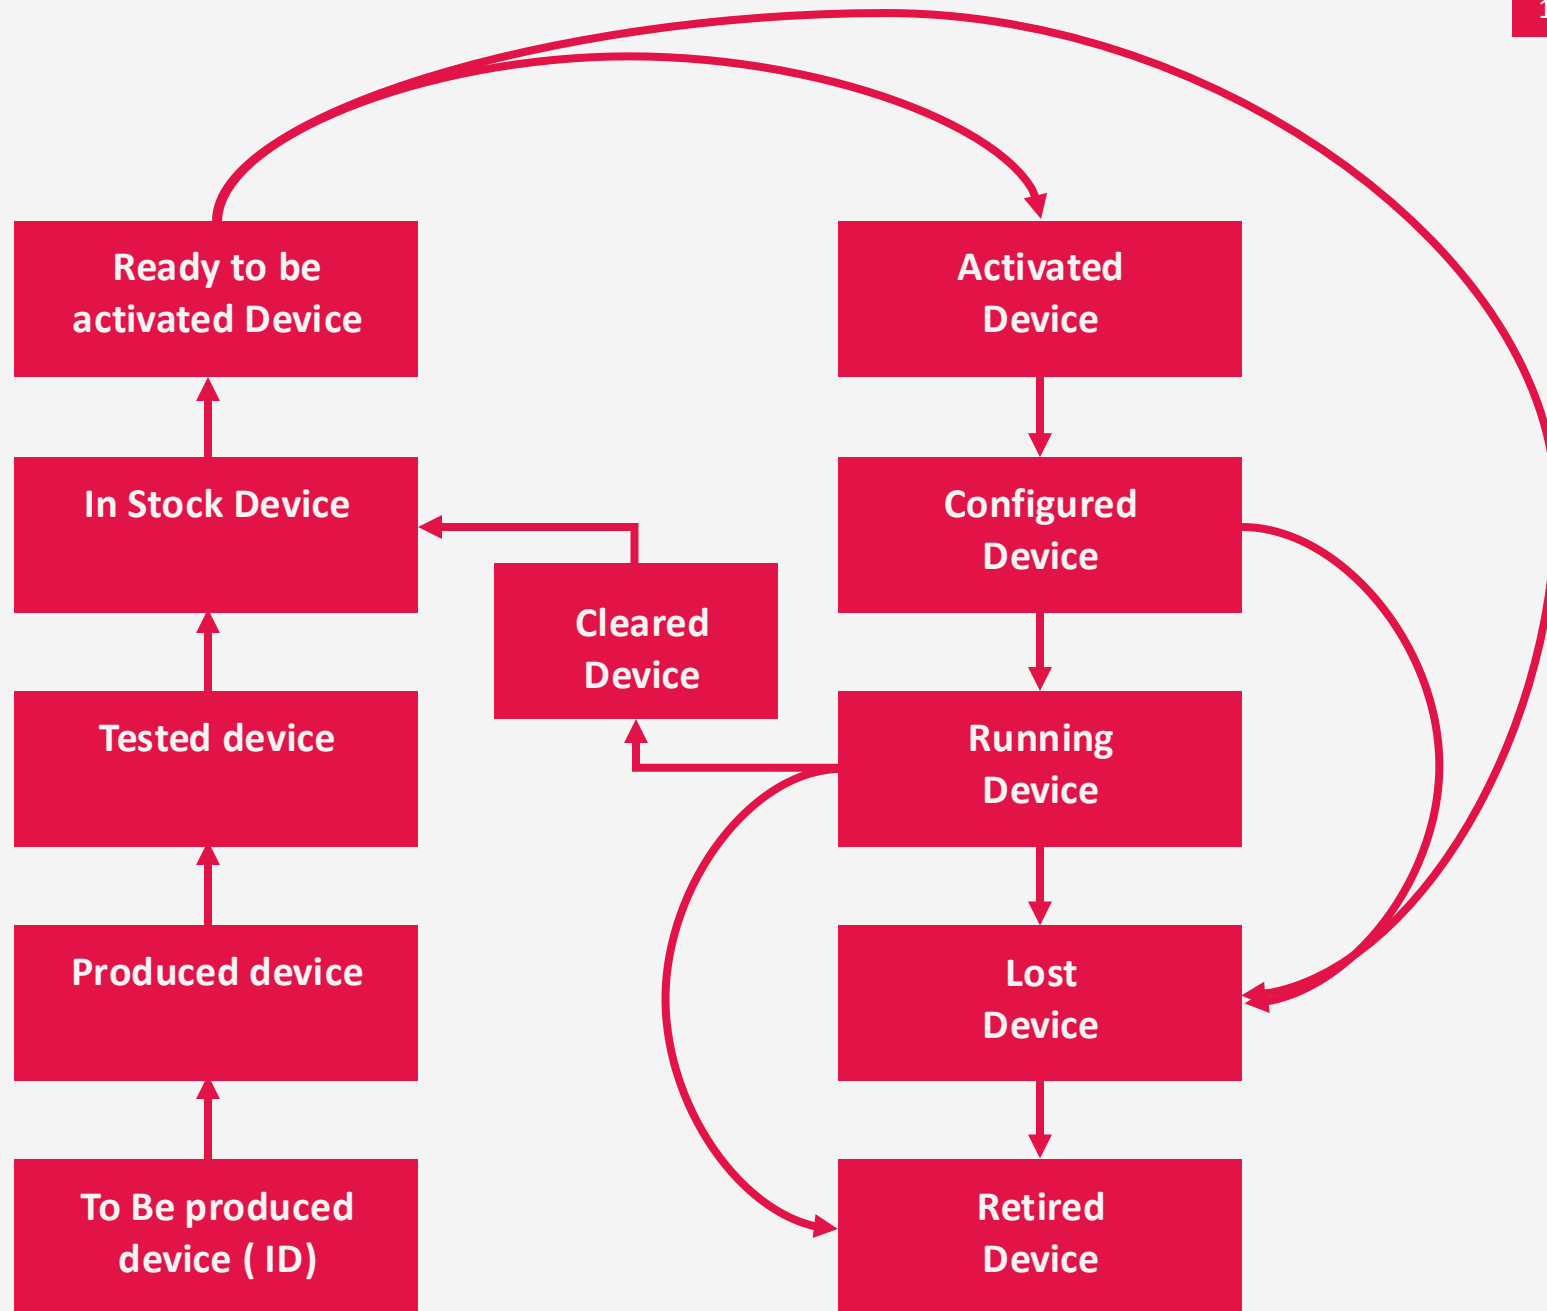 1
Ready to be
activated Device
Activated
Device
In Stock Device
Configured
Device
Cleared
Device
Tested device
Running
Device
Produced device
Lost
Device
To Be produced
device ( ID)
Retired
Device